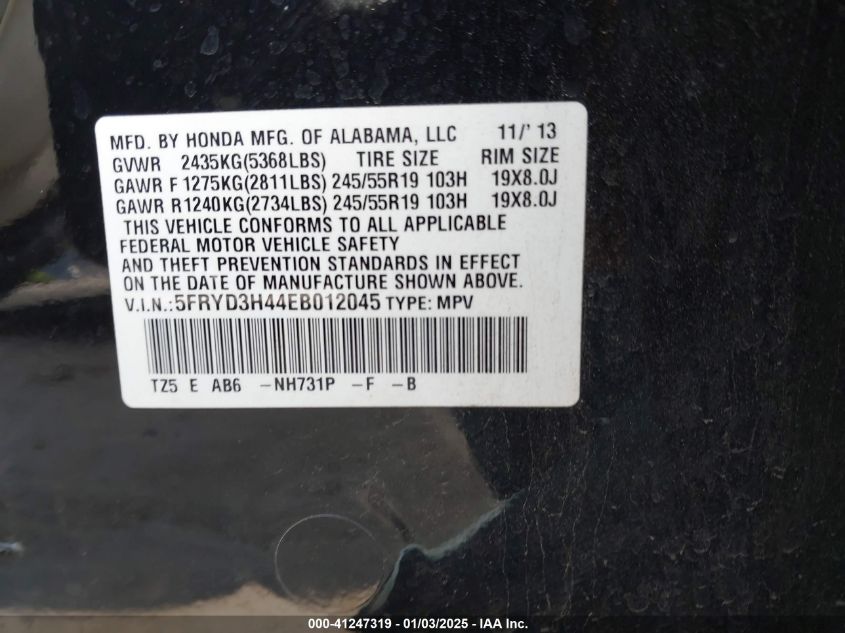 MFD. BY HONDA MFG. OF ALABAMA, LLC 11/' 13
GVWR 2435KG(5368LBS) TIRE SIZE RIM SIZE
GAWR F 1275KG(2811LBS) 245/55R19 103H 19X8.0J
GAWR R1240KG(2734LBS) 245/55R19 103H 19X8.0J
THIS VEHICLE CONFORMS TO ALL APPLICABLE
FEDERAL MOTOR VEHICLE SAFETY
AND THEFT PREVENTION STANDARDS IN EFFECT
ON THE DATE OF MANUFACTURE SHOWN ABOVE.
V.I.N.:5FRYD3H44EB012045 TYPE: MPV
TZ5 E AB6 -NH731P -F -B
000-41247319 - 01/03/2025 - IAA Inc.